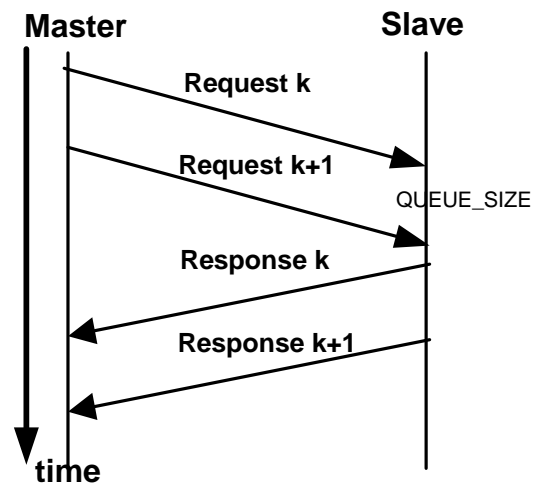 Master
Slave
Request k
Request k+1
QUEUE_SIZE
Response k
Response k+1
time